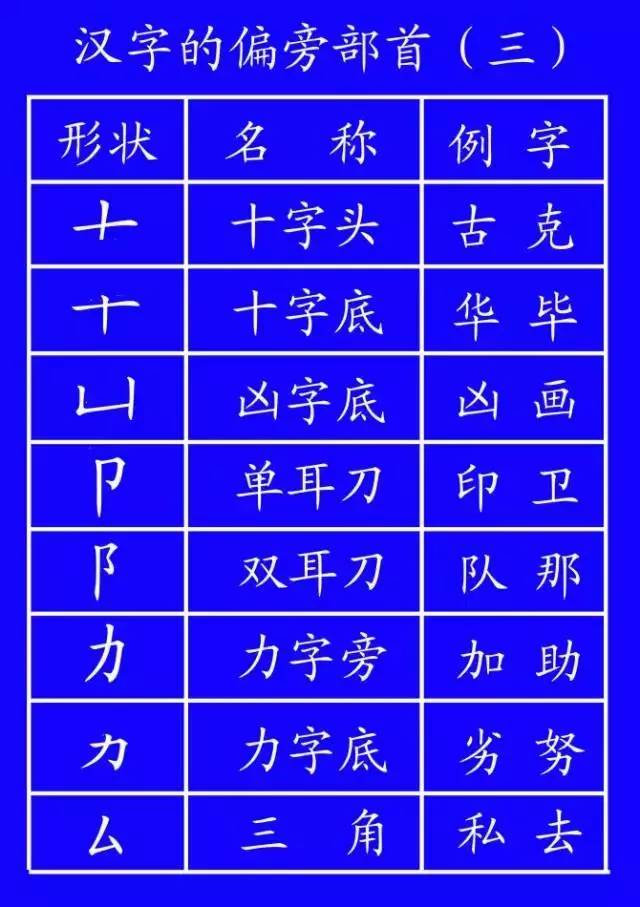 汉字的偏旁部首（三）
形状 名称 例字
十 十字头 古克
十 十字底 华毕
凵 凶字底 凶画
卩 单耳刀 印卫
阝 双耳刀 队那
力 力字旁 加助
力 力字底 劣努
厶 三角 私去